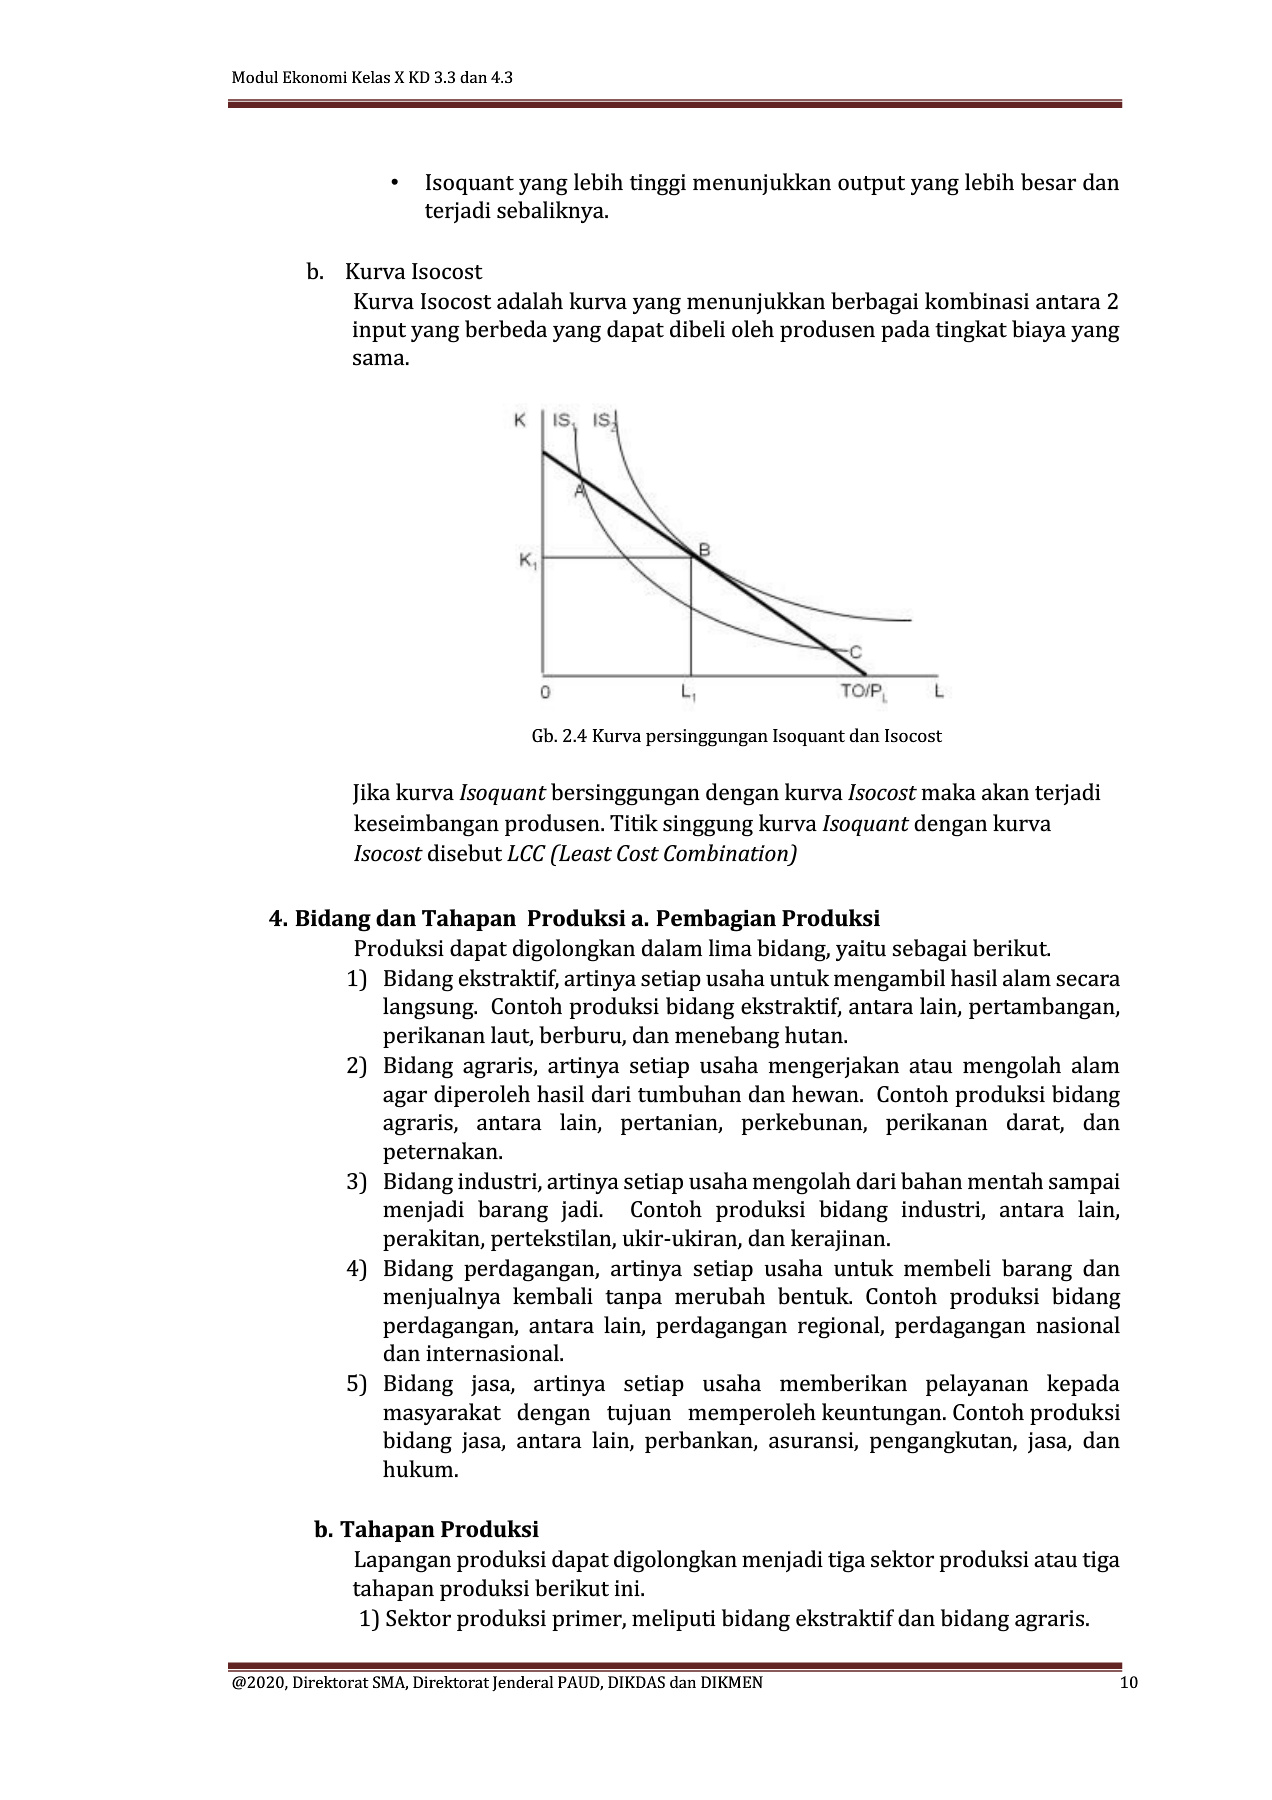 Modul Ekonomi Kelas X KD 3.3 dan 4.3
• Isoquant yang lebih tinggi menunjukkan output yang lebih besar dan
terjadi sebaliknya.
b. Kurva Isocost
Kurva Isocost adalah kurva yang menunjukkan berbagai kombinasi antara 2
input yang berbeda yang dapat dibeli oleh produsen pada tingkat biaya yang
sama.
K IS1 IS2
A
B
K1
C
0 L1 TO/PL L
Gb. 2.4 Kurva persinggungan Isoquant dan Isocost
Jika kurva Isoquant bersinggungan dengan kurva Isocost maka akan terjadi
keseimbangan produsen. Titik singgung kurva Isoquant dengan kurva
Isocost disebut LCC (Least Cost Combination)
4. Bidang dan Tahapan Produksi a. Pembagian Produksi
Produksi dapat digolongkan dalam lima bidang, yaitu sebagai berikut.
1) Bidang ekstraktif, artinya setiap usaha untuk mengambil hasil alam secara
langsung. Contoh produksi bidang ekstraktif, antara lain, pertambangan,
perikanan laut, berburu, dan menebang hutan.
2) Bidang agraris, artinya setiap usaha mengerjakan atau mengolah alam
agar diperoleh hasil dari tumbuhan dan hewan. Contoh produksi bidang
agraris, antara lain, pertanian, perkebunan, perikanan darat, dan
peternakan.
3) Bidang industri, artinya setiap usaha mengolah dari bahan mentah sampai
menjadi barang jadi. Contoh produksi bidang industri, antara lain,
perakitan, pertekstilan, ukir-ukiran, dan kerajinan.
4) Bidang perdagangan, artinya setiap usaha untuk membeli barang dan
menjualnya kembali tanpa merubah bentuk. Contoh produksi bidang
perdagangan, antara lain, perdagangan regional, perdagangan nasional
dan internasional.
5) Bidang jasa, artinya setiap usaha memberikan pelayanan kepada
masyarakat dengan tujuan memperoleh keuntungan. Contoh produksi
bidang jasa, antara lain, perbankan, asuransi, pengangkutan, jasa, dan
hukum.
b. Tahapan Produksi
Lapangan produksi dapat digolongkan menjadi tiga sektor produksi atau tiga
tahapan produksi berikut ini.
1) Sektor produksi primer, meliputi bidang ekstraktif dan bidang agraris.
@2020, Direktorat SMA, Direktorat Jenderal PAUD, DIKDAS dan DIKMEN 10